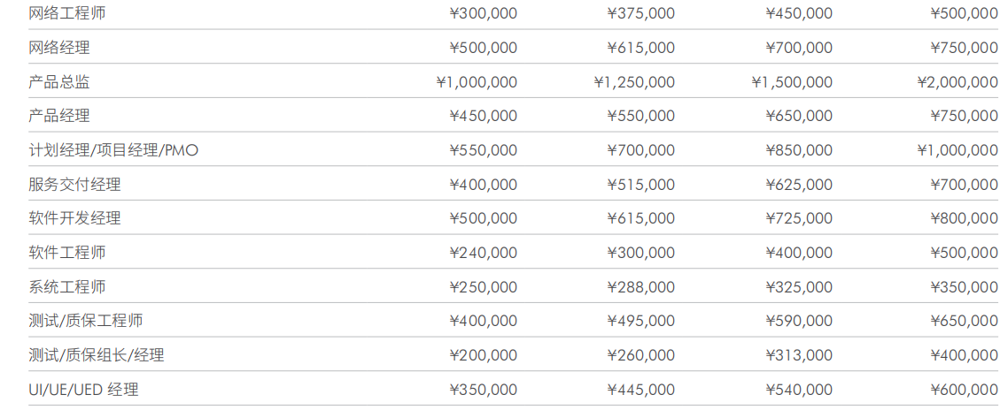 网络工程师 ¥300,000 ¥375,000 ¥450,000 ¥500,000
网络经理 ¥500,000 ¥615,000 ¥700,000 ¥750,000
产品总监 ¥1,000,000 ¥1,250,000 ¥1,500,000 ¥2,000,000
产品经理 ¥450,000 ¥550,000 ¥650,000 ¥750,000
计划经理/项目经理/PMO ¥550,000 ¥700,000 ¥850,000 ¥1,000,000
服务交付经理 ¥400,000 ¥515,000 ¥625,000 ¥700,000
软件开发经理 ¥500,000 ¥615,000 ¥725,000 ¥800,000
软件工程师 ¥240,000 ¥300,000 ¥400,000 ¥500,000
系统工程师 ¥250,000 ¥288,000 ¥325,000 ¥350,000
测试/质保工程师 ¥400,000 ¥495,000 ¥590,000 ¥650,000
测试/质保组长/经理 ¥200,000 ¥260,000 ¥313,000 ¥400,000
UI/UE/UED 经理 ¥350,000 ¥445,000 ¥540,000 ¥600,000